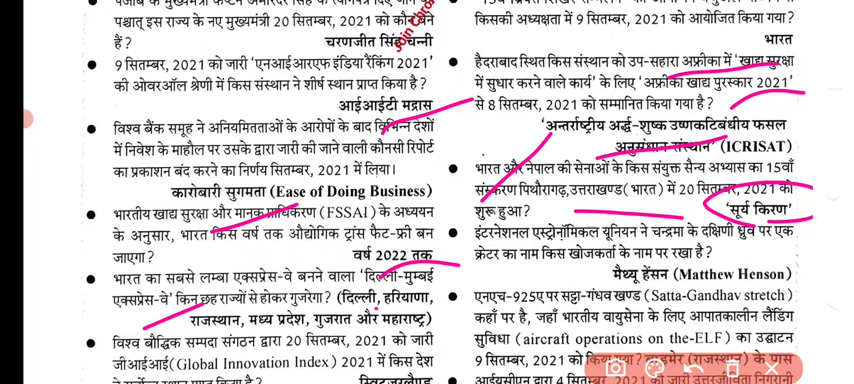 पश्चात् इस राज्य के नए मुख्यमंत्री 20 सितम्बर, 2021 को कौन बने
हैं?
चरणजीत सिंह चन्नी
9 सितम्बर, 2021 को जारी 'एनआईआरएफ इंडिया रैंकिंग 2021'
की ओवरऑल श्रेणी में किस संस्थान ने शीर्ष स्थान प्राप्त किया है?
आईआईटी मद्रास
विश्व बैंक समूह ने अनियमितताओं के आरोपों के बाद विभिन्न देशों
में निवेश के माहौल पर उसके द्वारा जारी की जाने वाली कौनसी रिपोर्ट
का प्रकाशन बंद करने का निर्णय सितम्बर, 2021 में लिया।
कारोबारी सुगमता (Ease of Doing Business)
भारतीय खाद्य सुरक्षा और मानक प्राधिकरण (FSSAI) के अध्ययन
के अनुसार, भारत किस वर्ष तक औद्योगिक ट्रांस फैट-फ्री बन
जाएगा?
वर्ष 2022 तक
भारत का सबसे लम्बा एक्सप्रेस-वे बनने वाला 'दिल्ली-मुम्बई
एक्सप्रेस-वे' किन छह राज्यों से होकर गुजरेगा? (दिल्ली, हरियाणा,
राजस्थान, मध्य प्रदेश, गुजरात और महाराष्ट्र)
विश्व बौद्धिक सम्पदा संगठन द्वारा 20 सितम्बर, 2021 को जारी
जीआईआई (Global Innovation Index) 2021 में किस देश
Join
किसकी अध्यक्षता में 9 सितम्बर, 2021 को आयोजित किया गया?
भारत
हैदराबाद स्थित किस संस्थान को उप-सहारा अफ्रीका में 'खाद्य सुरक्षा
में सुधार करने वाले कार्य' के लिए 'अफ्रीका खाद्य पुरस्कार 2021'
से 8 सितम्बर, 2021 को सम्मानित किया गया है?
'अन्तर्राष्ट्रीय अर्द्ध-शुष्क उष्णकटिबंधीय फसल
अनुसंधान संस्थान' (ICRISAT)
भारत और नेपाल की सेनाओं के किस संयुक्त सैन्य अभ्यास का 15वाँ
संस्करण पिथौरागढ़, उत्तराखण्ड (भारत) में 20 सितम्बर, 2021 को
शुरू हुआ?
'सूर्य किरण'
इंटरनेशनल एस्ट्रोनॉमिकल यूनियन ने चन्द्रमा के दक्षिणी ध्रुव पर एक
क्रेटर का नाम किस खोजकर्ता के नाम पर रखा है?
मैथ्यू हेंसन (Matthew Henson)
एनएच-925ए पर सट्टा-गंधव खण्ड (Satta-Gandhav stretch)
कहाँ पर है, जहाँ भारतीय वायुसेना के लिए आपातकालीन लैंडिंग
सुविधा (aircraft operations on the ELF) का उद्घाटन
9 सितम्बर, 2021 को किया गया? बाड़मेर (राजस्थान) के पास